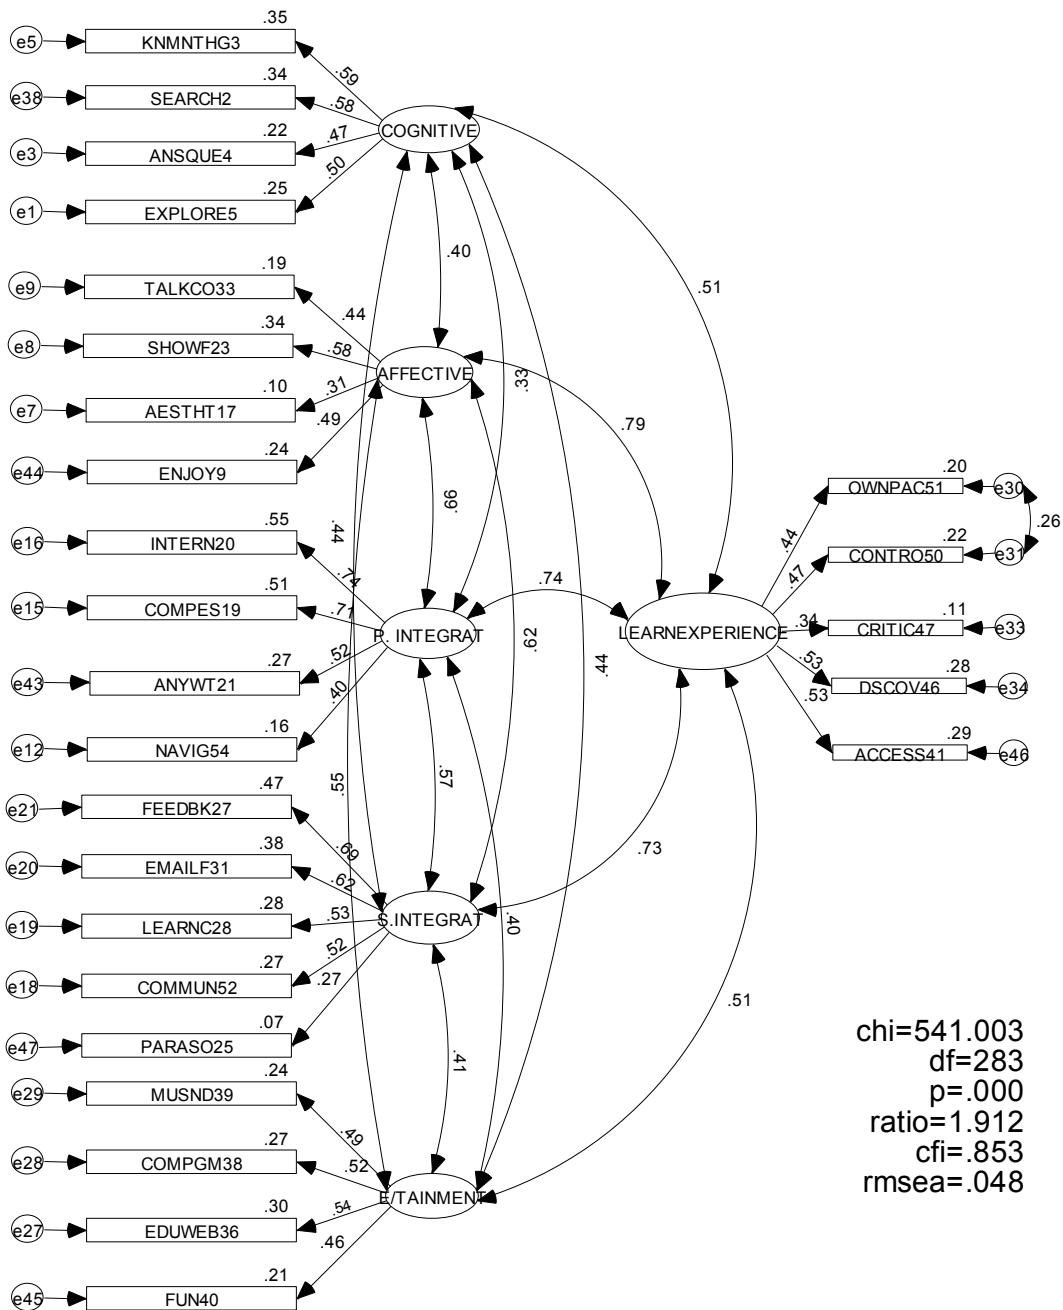 .35
e5
KNMNTHG3
.59
.34
e38
SEARCH2
.58
.22
e3
ANSQUE4
.47
.25
e1
EXPLORE5
.50
COGNITIVE
.19
e9
TALKCO33
.44
.34
e8
SHOWF23
.58
.10
e7
AESTHT17
.31
.24
e44
ENJOY9
.49
AFFECTIVE
.55
e16
INTERN20
.74
.51
e15
COMPES19
.71
.27
e43
ANYWT21
.52
.16
e12
NAVIG54
.40
P. INTEGRAT
.47
e21
FEEDBK27
.69
.38
e20
EMAILF31
.62
.28
e19
LEARNC28
.53
.27
e18
COMMUN52
.52
.07
e47
PARASO25
.27
S.INTEGRAT
.24
e29
MUSND39
.49
.27
e28
COMPGM38
.52
.30
e27
EDUWEB36
.54
.21
e45
FUN40
.46
E/TAINMENT
.40
.33
.51
.79
.66
.44
.62
.44
.74
.55
.57
.73
.40
.41
.51
LEARNEXPERIENCE
.20
OWNPAC51
e30
.44
.26
.22
CONTRO50
e31
.47
.11
CRITIC47
e33
.34
.28
DSCOV46
e34
.53
.29
ACCESS41
e46
.53
chi=541.003
df=283
p=.000
ratio=1.912
cfi=.853
rmsea=.048